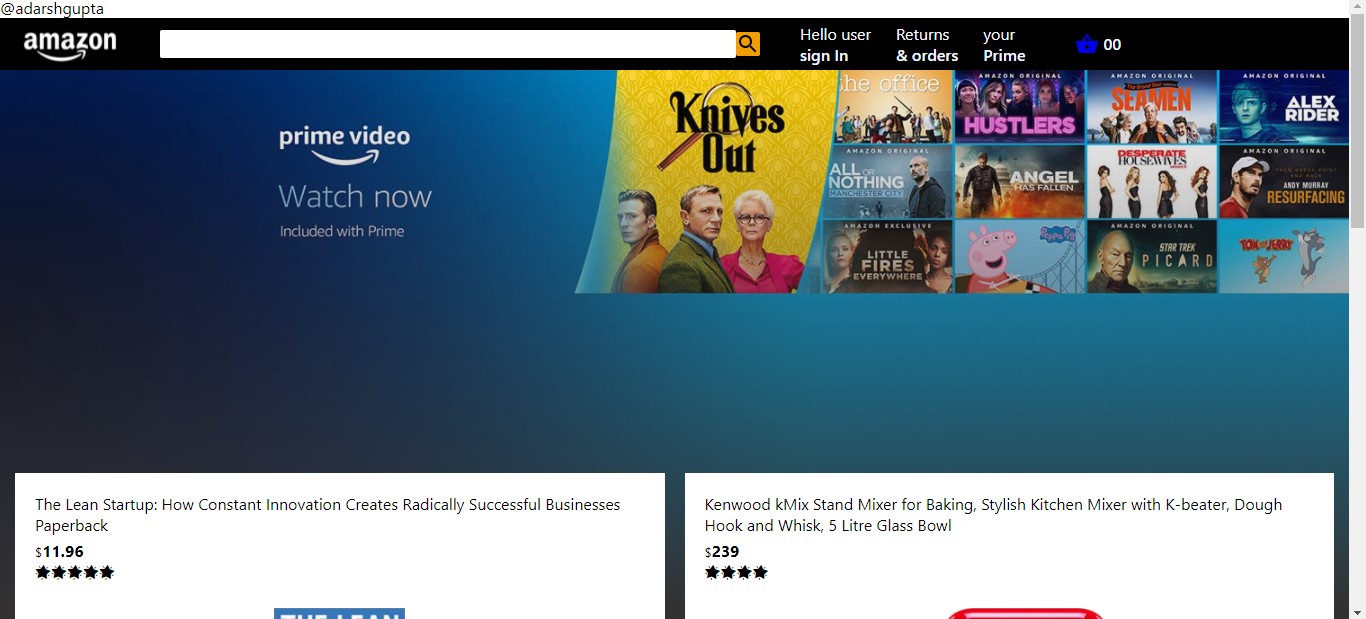 @adarshgupta
amazon
Hello user
sign In
Returns
& orders
your
Prime
00
prime video
Watch now
Included with Prime
Knives
Out
the office
AMAZON ORIGINAL
HUSTLERS
AMAZON ORIGINAL
The Grand Tour
SEAMEN
AMAZON ORIGINAL
ALEX
RIDER
AMAZON ORIGINAL
ALL OR
NOTHING
MANCHESTER CITY
ANGEL
HAS FALLEN
DESPERATE
HOUSEWIVES
AMAZON ORIGINAL
ANDY MURRAY
RESURFACING
AMAZON EXCLUSIVE
LITTLE
FIRES
EVERYWHERE
Peppa Pig
AMAZON ORIGINAL
STAR TREK
PICARD
TOM AND JERRY
The Lean Startup: How Constant Innovation Creates Radically Successful Businesses
Paperback
$11.96
THE LEAN
Kenwood kMix Stand Mixer for Baking, Stylish Kitchen Mixer with K-beater, Dough
Hook and Whisk, 5 Litre Glass Bowl
$239